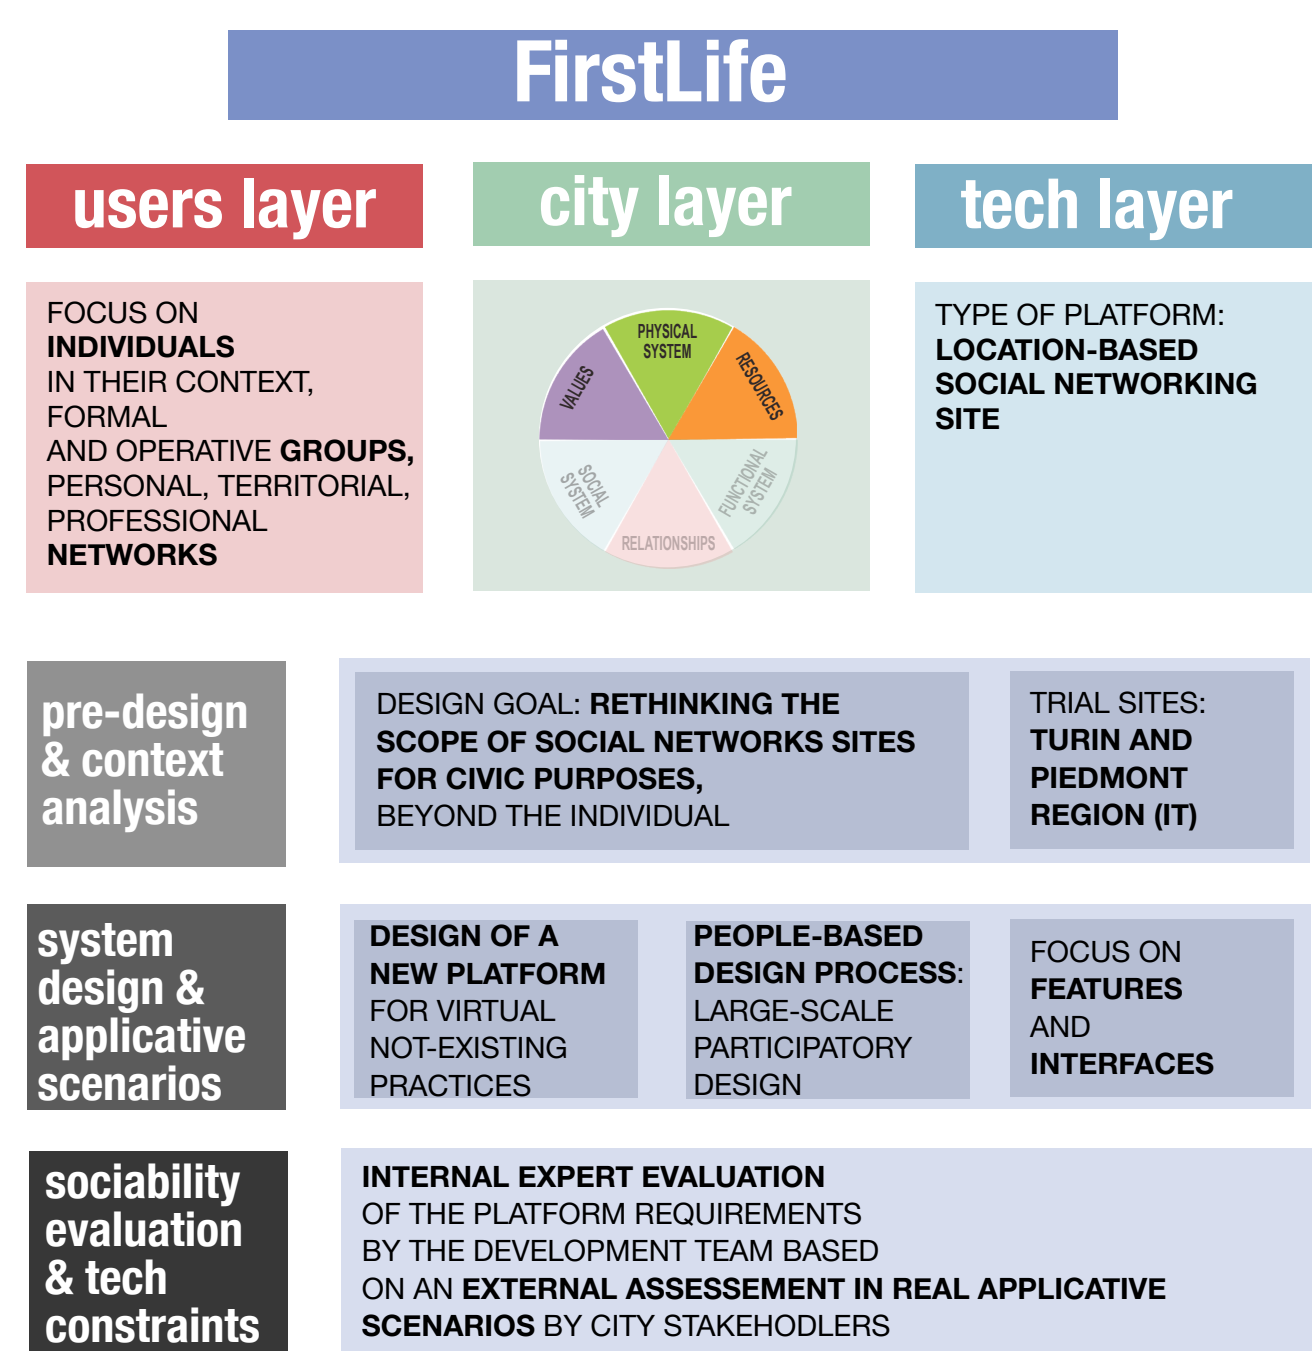 FirstLife
users layer
city layer
tech layer
FOCUS ON
INDIVIDUALS
IN THEIR CONTEXT,
FORMAL
AND OPERATIVE GROUPS,
PERSONAL, TERRITORIAL,
PROFESSIONAL
NETWORKS
PHYSICAL
SYSTEM
RESOURCES
FUNCTIONAL
SYSTEM
RELATIONSHIPS
SOCIAL
SYSTEM
VALUES
TYPE OF PLATFORM:
LOCATION-BASED
SOCIAL NETWORKING
SITE
pre-design
& context
analysis
DESIGN GOAL: RETHINKING THE
SCOPE OF SOCIAL NETWORKS SITES
FOR CIVIC PURPOSES,
BEYOND THE INDIVIDUAL
TRIAL SITES:
TURIN AND
PIEDMONT
REGION (IT)
system
design &
applicative
scenarios
DESIGN OF A
NEW PLATFORM
FOR VIRTUAL
NOT-EXISTING
PRACTICES
PEOPLE-BASED
DESIGN PROCESS:
LARGE-SCALE
PARTICIPATORY
DESIGN
FOCUS ON
FEATURES
AND
INTERFACES
sociability
evaluation
& tech
constraints
INTERNAL EXPERT EVALUATION
OF THE PLATFORM REQUIREMENTS
BY THE DEVELOPMENT TEAM BASED
ON AN EXTERNAL ASSESSEMENT IN REAL APPLICATIVE
SCENARIOS BY CITY STAKEHODLERS